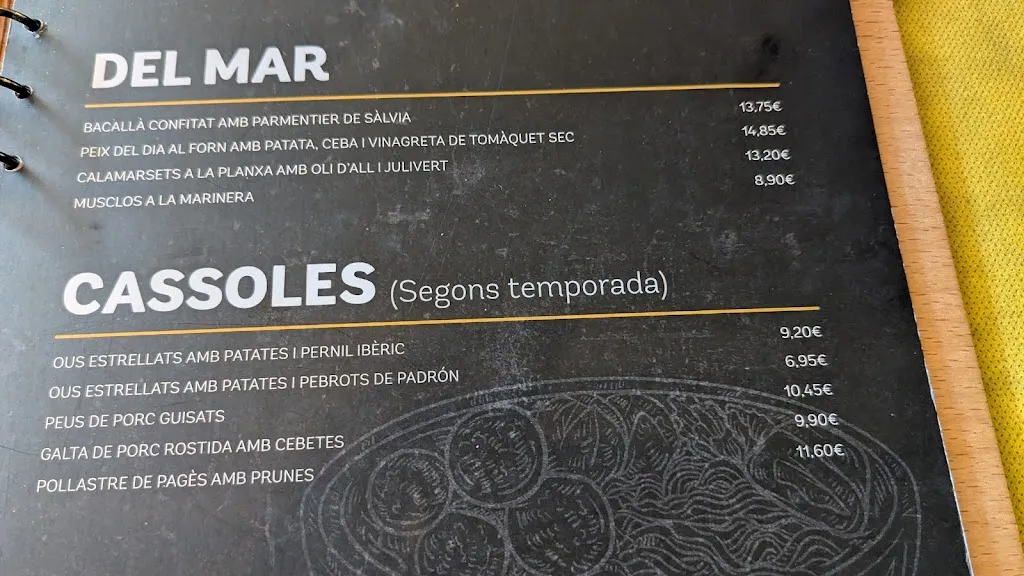 DEL MAR
BACALLÀ CONFITAT AMB PARMENTIER DE SÀLVIA 13,75€
PEIX DEL DIA AL FORN AMB PATATA, CEBA I VINAGRETA DE TOMÀQUET SEC 14,85€
CALAMARSETS A LA PLANXA AMB OLI D'ALL I JULIVERT 13,20€
MUSCLOS A LA MARINERA 8,90€
CASSOLES (Segons temporada)
OUS ESTRELLATS AMB PATATES I PERNIL IBÈRIC 9,20€
OUS ESTRELLATS AMB PATATES I PEBROTS DE PADRÓN 6,95€
PEUS DE PORC GUISATS 10,45€
GALTA DE PORC ROSTIDA AMB CEBETES 9,90€
POLLASTRE DE PAGÈS AMB PRUNES 11,60€